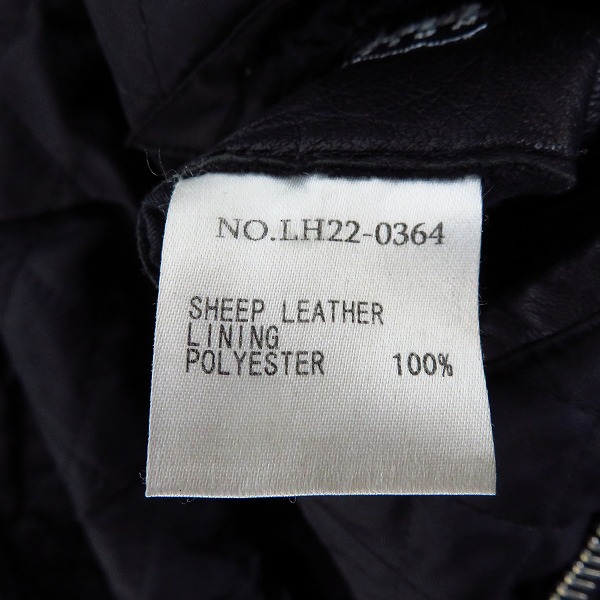 NO.LH22-0364
SHEEP LEATHER
LINING
POLYESTER 100%